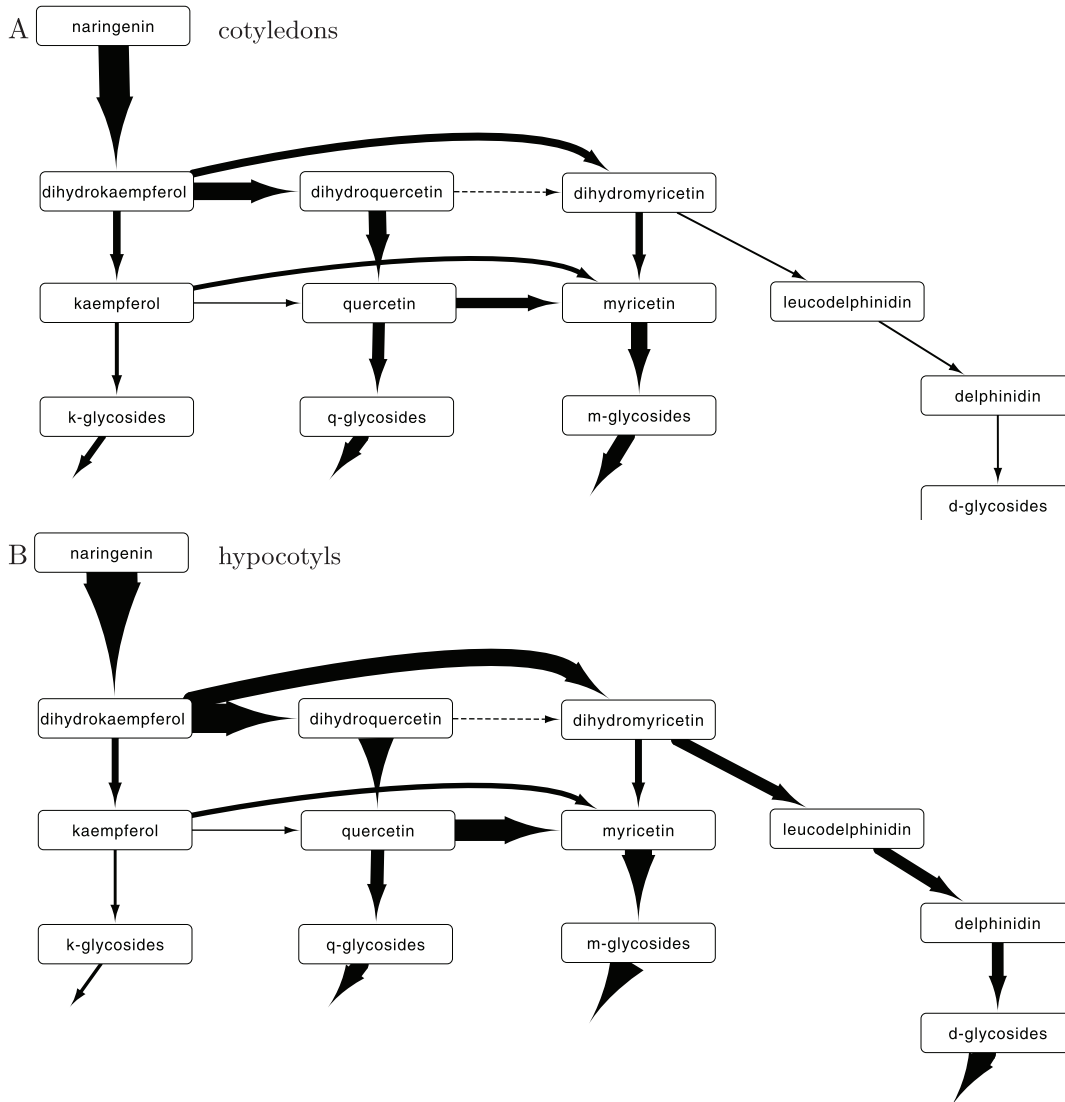 A
naringenin
cotyledons
dihydrokaempferol
dihydroquercetin
dihydromyricetin
kaempferol
quercetin
myricetin
leucodelphinidin
k-glycosides
q-glycosides
m-glycosides
delphinidin
d-glycosides
B
naringenin
hypocotyls
dihydrokaempferol
dihydroquercetin
dihydromyricetin
kaempferol
quercetin
myricetin
leucodelphinidin
k-glycosides
q-glycosides
m-glycosides
delphinidin
d-glycosides